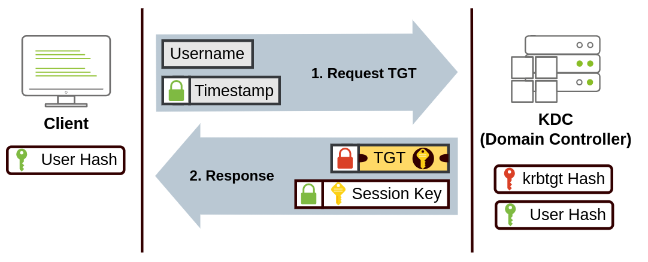 Username
Timestamp
1. Request TGT
Client
User Hash
TGT
2. Response
Session Key
KDC
(Domain Controller)
krbtgt Hash
User Hash